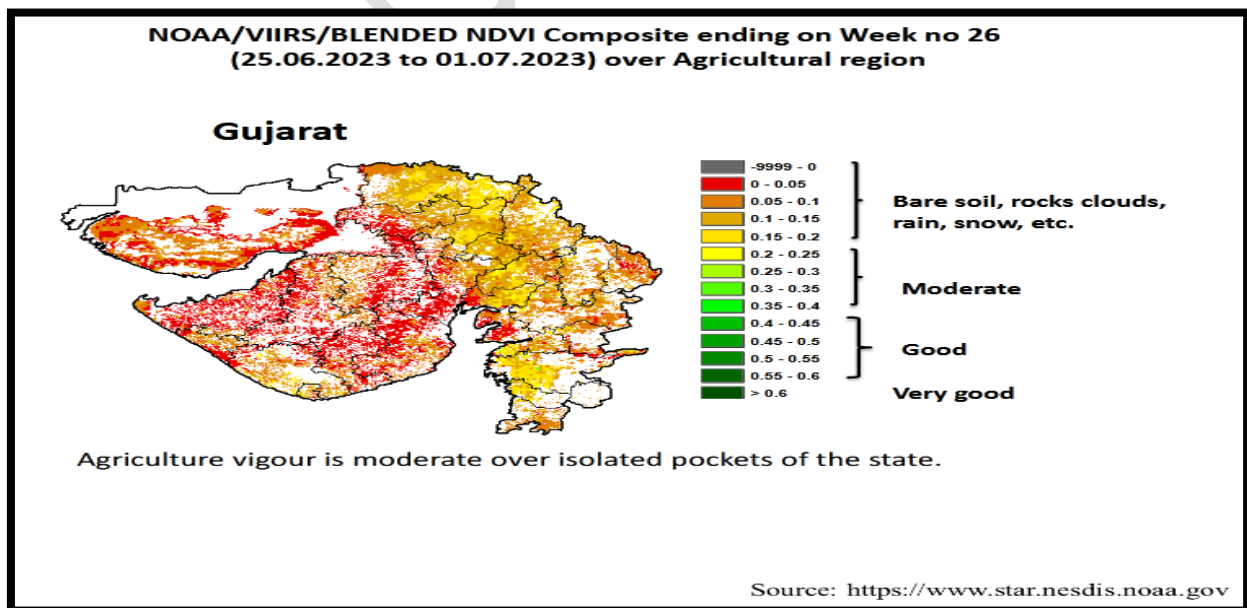 NOAA/VIIRS/BLENDED NDVI Composite ending on Week no 26
(25.06.2023 to 01.07.2023) over Agricultural region
Gujarat
-9999 - 0
0 - 0.05
0.05 - 0.1
0.1 - 0.15
0.15 - 0.2
0.2 - 0.25
0.25 - 0.3
0.3 - 0.35
0.35 - 0.4
0.4 - 0.45
0.45 - 0.5
0.5 - 0.55
0.55 - 0.6
> 0.6
Bare soil, rocks clouds,
rain, snow, etc.
Moderate
Good
Very good
Agriculture vigour is moderate over isolated pockets of the state.
Source: https://www.star.nesdis.noaa.gov